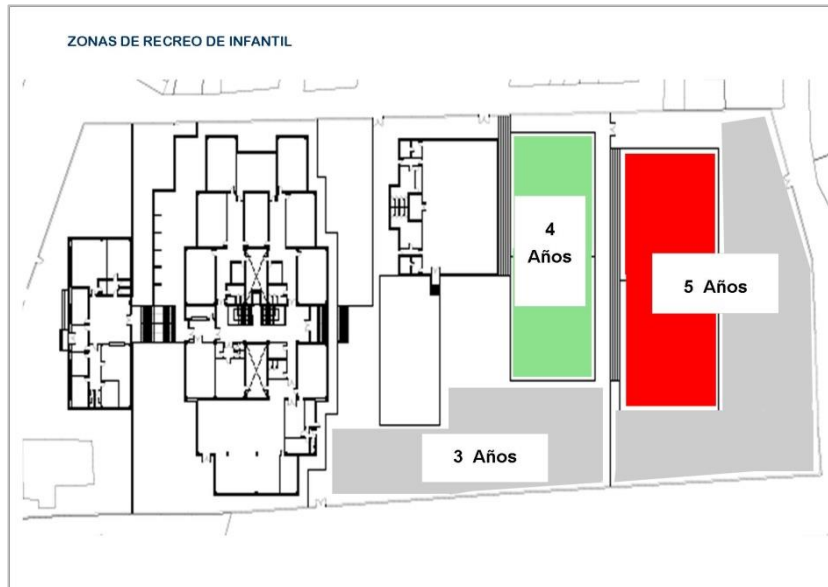 ZONAS DE RECREO DE INFANTIL
4
Años
5 Años
3 Años